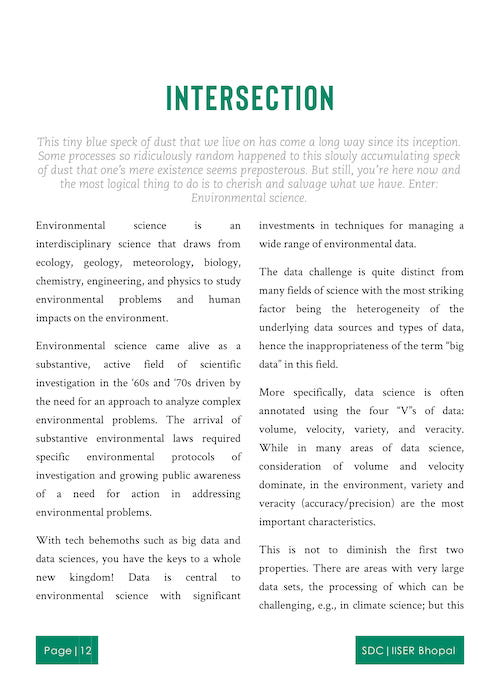 INTERSECTION
This tiny blue speck of dust that we live on has come a long way since its inception.
Some processes so ridiculously random happened to this slowly accumulating speck
of dust that one's mere existence seems preposterous. But still, you're here now and
the most logical thing to do is to cherish and salvage what we have. Enter:
Environmental science.
Environmental science is an
interdisciplinary science that draws from
ecology, geology, meteorology, biology,
chemistry, engineering, and physics to study
environmental problems and human
impacts on the environment.
Environmental science came alive as a
substantive, active field of scientific
investigation in the '60s and '70s driven by
the need for an approach to analyze complex
environmental problems. The arrival of
substantive environmental laws required
specific environmental protocols of
investigation and growing public awareness
of a need for action in addressing
environmental problems.
With tech behemoths such as big data and
data sciences, you have the keys to a whole
new kingdom! Data is central to
environmental science with significant
investments in techniques for managing a
wide range of environmental data.
The data challenge is quite distinct from
many fields of science with the most striking
factor being the heterogeneity of the
underlying data sources and types of data,
hence the inappropriateness of the term "big
data" in this field.
More specifically, data science is often
annotated using the four "V"s of data:
volume, velocity, variety, and veracity.
While in many areas of data science,
consideration of volume and velocity
dominate, in the environment, variety and
veracity (accuracy/precision) are the most
important characteristics.
This is not to diminish the first two
properties. There are areas with very large
data sets, the processing of which can be
challenging, e.g., in climate science; but this
Page|12
SDC|IISER Bhopal